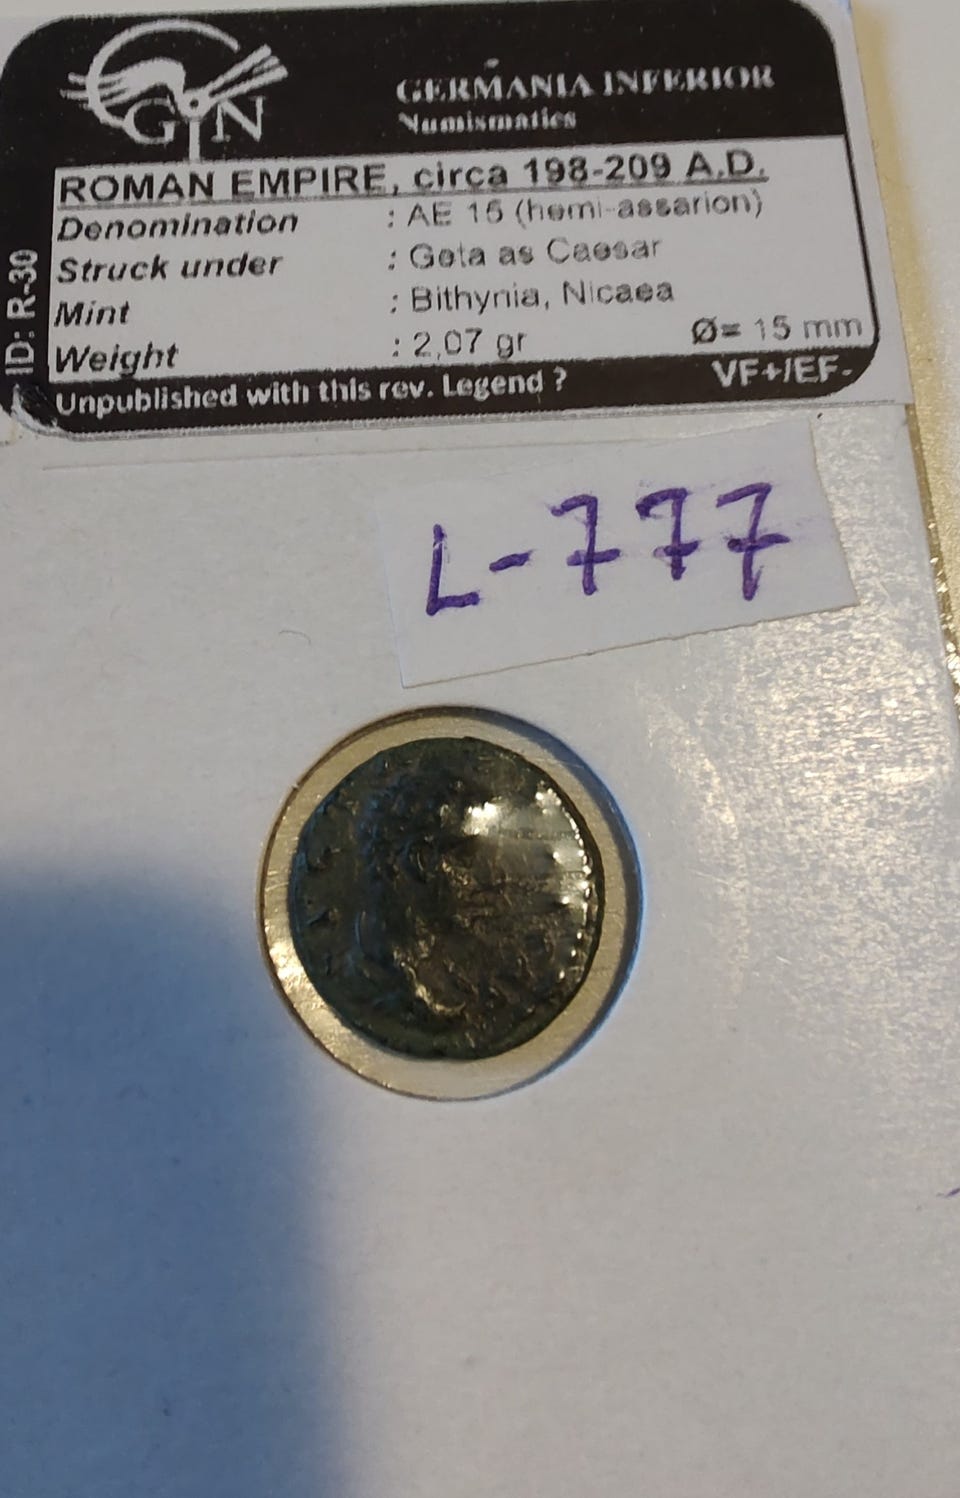 GIN
GERMANIA INFERIOR
Numismatics
ROMAN EMPIRE, circa 198-209 A.D.
Denomination : AE 15 (hemi-assarion)
Struck under : Geta as Caesar
Mint : Bithynia, Nicaea
Weight : 2,07 gr Ø= 15 mm
VF+/EF-
Unpublished with this rev. Legend ?
ID: R-30
L-777